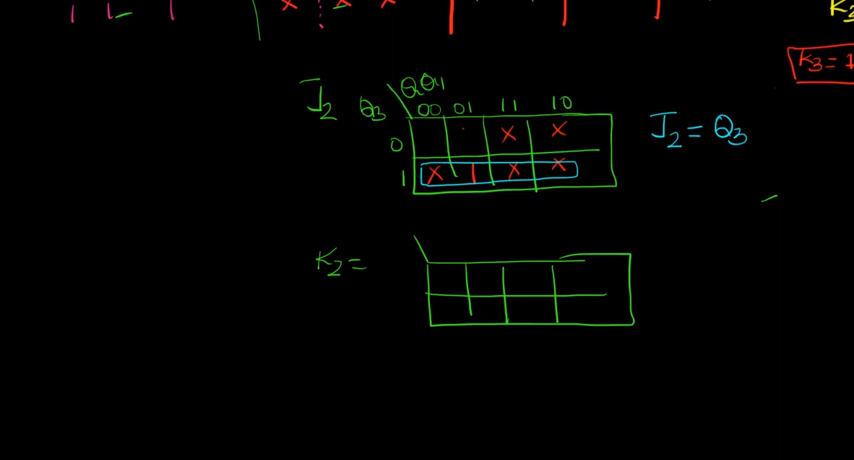 K₃ = 1
J₂ Q₃ Q₂Q₁ 00 01 11 10
0 X X
1 X 1 X X
J₂ = Q₃
K₂ =